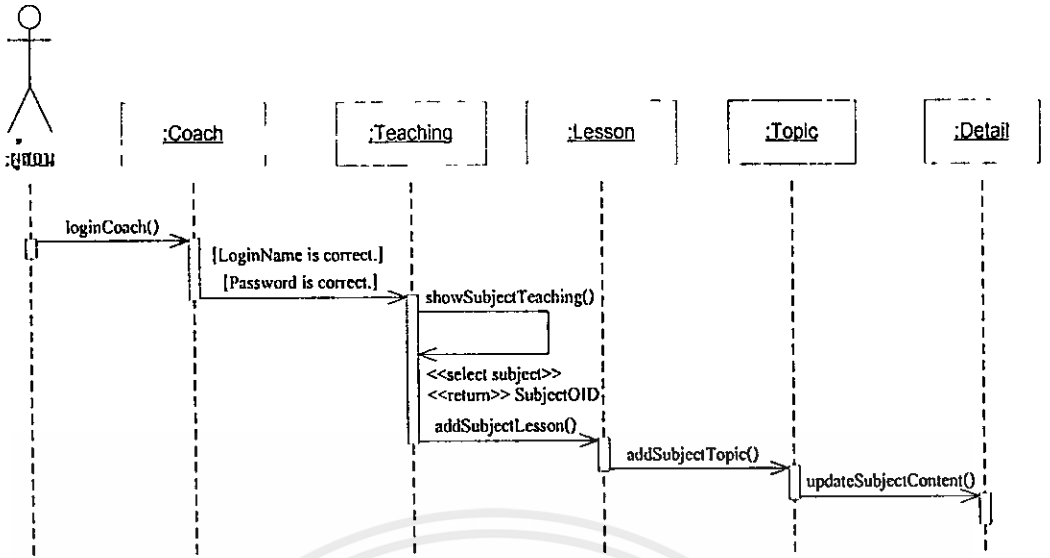 :ผู้สอน
:Coach
:Teaching
:Lesson
:Topic
:Detail
loginCoach()
[LoginName is correct.]
[Password is correct.]
showSubjectTeaching()
<<select subject>>
<<return>> SubjectOID
addSubjectLesson()
addSubjectTopic()
updateSubjectContent()